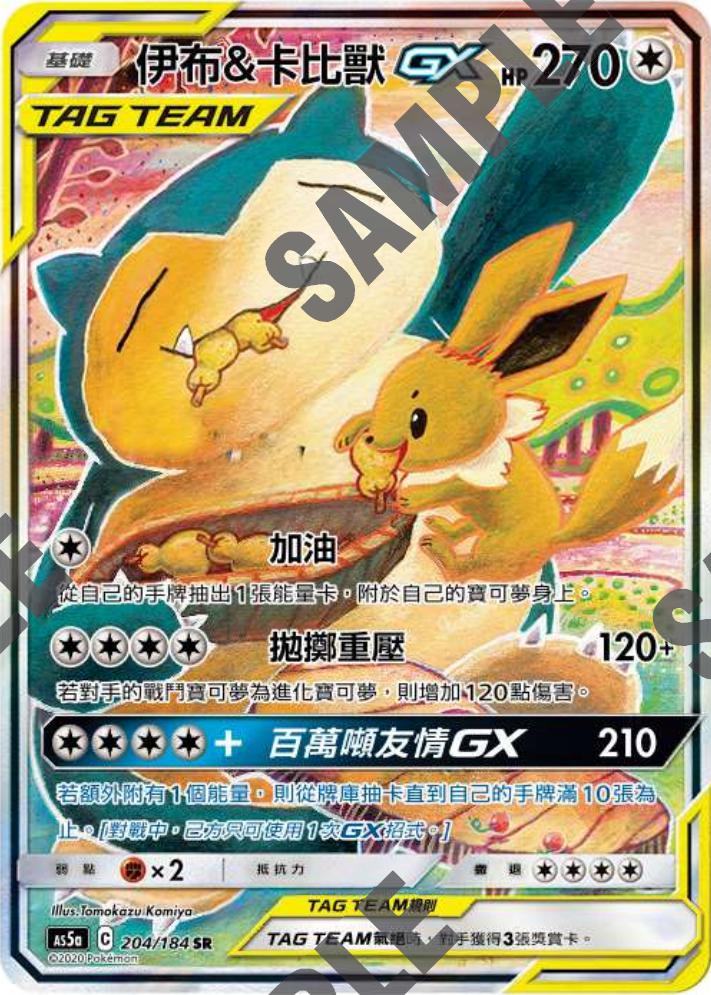 基礎
伊布&卡比獸GX HP 270
TAG TEAM
SAMPLE
加油
從自己的手牌抽出1張能量卡，附於自己的寶可夢身上。
拋擲重壓 120+
若對手的戰鬥寶可夢為進化寶可夢，則增加120點傷害。
+ 百萬噸友情GX 210
若額外附有1個能量，則從牌庫抽卡直到自己的手牌滿10張為
止。[對戰中，己方只可使用1次GX招式。]
弱點 ×2 抵抗力 撤退
Illus. Tomokazu Komiya
TAG TEAM規則
AS5a C 204/184 SR
TAG TEAM氣絕時，對手獲得3張獎賞卡。
©2020 Pokémon